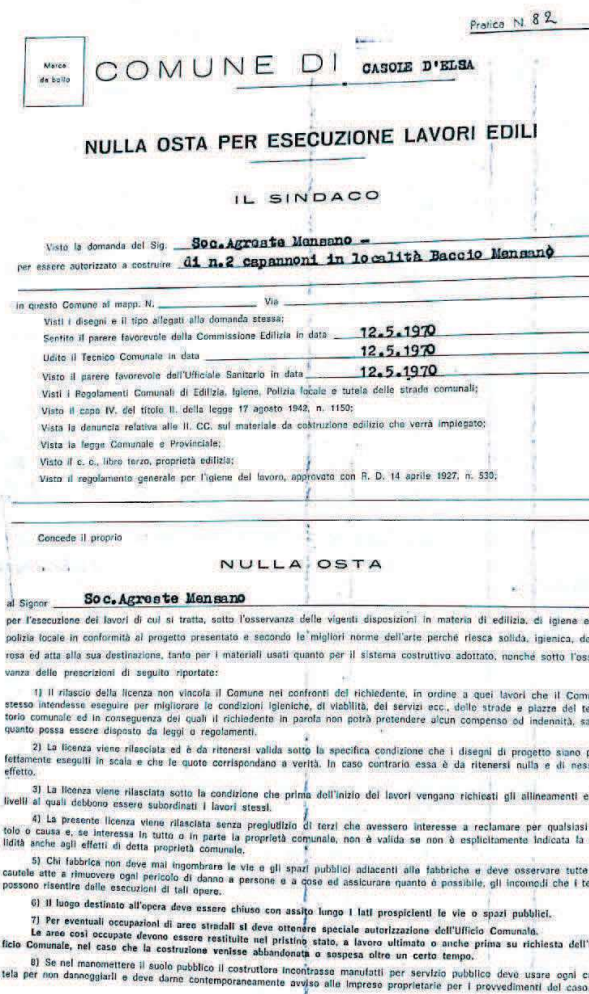 Pratica N. 82
Marca
da bollo
COMUNE DI CASOLE D'ELSA
NULLA OSTA PER ESECUZIONE LAVORI EDILI
IL SINDACO
Visto la domanda del Sig. Soc.Agroste Mensano -
per essere autorizzato a costruire di n.2 capannoni in località Baccio Mensanò
in questo Comune al mapp. N. Via
Visti i disegni e il tipo allegati alla domanda stessa;
Sentito il parere favorevole della Commissione Edilizia in data 12.5.1970
Udito il Tecnico Comunale in data 12.5.1970
Visto il parere favorevole dell'Ufficiale Sanitario in data 12.5.1970
Visti i Regolamenti Comunali di Edilizia, Igiene, Polizia locale e tutela delle strade comunali;
Visto il capo IV. del titolo II. della legge 17 agosto 1942, n. 1150;
Vista la denuncia relativa alle II. CC. sul materiale da costruzione edilizio che verrà impiegato;
Vista la legge Comunale e Provinciale;
Visto il c. c., libro terzo, proprietà edilizia;
Visto il regolamento generale per l'igiene del lavoro, approvato con R. D. 14 aprile 1927, n. 530;
Concede il proprio
NULLA OSTA
al Signor Soc.Agroste Mensano
per l'esecuzione dei lavori di cui si tratta, sotto l'osservanza delle vigenti disposizioni in materia di edilizia, di igiene e
polizia locale in conformità al progetto presentato e secondo le migliori norme dell'arte perché riesca solida, igienica, de
rosa ed atta alla sua destinazione, tanto per i materiali usati quanto per il sistema costruttivo adottato, nonché sotto l'oss
vanza delle prescrizioni di seguito riportate:
1) Il rilascio della licenza non vincola il Comune nei confronti del richiedente, in ordine a quei lavori che il Com
stesso intendesse eseguire per migliorare le condizioni igieniche, di viabilità, dei servizi ecc., delle strade e piazze del te
torio comunale ed in conseguenza dei quali il richiedente in parola non potrà pretendere alcun compenso od indennità, sa
quanto possa essere disposto da leggi o regolamenti.
2) La licenza viene rilasciata ed è da ritenersi valida sotto la specifica condizione che i disegni di progetto siano p
fettamente eseguiti in scala e che le quote corrispondano a verità. In caso contrario essa è da ritenersi nulla e di nes
effetto.
3) La licenza viene rilasciata sotto la condizione che prima dell'inizio dei lavori vengano richiesti gli allineamenti e
livelli ai quali debbono essere subordinati i lavori stessi.
4) La presente licenza viene rilasciata senza pregiudizio di terzi che avessero interesse a reclamare per qualsiasi
tolo o causa e, se interessa in tutto o in parte la proprietà comunale, non è valida se non è esplicitamente indicata la
lidità anche agli effetti di detta proprietà comunale.
5) Chi fabbrica non deve mai ingombrare le vie e gli spazi pubblici adiacenti alle fabbriche e deve osservare tutte
cautele atte a rimuovere ogni pericolo di danno a persone e a cose ed assicurare quanto è possibile, gli incomodi che i te
possono risentire dalle esecuzioni di tali opere.
6) Il luogo destinato all'opera deve essere chiuso con assito lungo i lati prospicienti le vie o spazi pubblici.
7) Per eventuali occupazioni di aree stradali si deve ottenere speciale autorizzazione dell'Ufficio Comunale.
Le aree così occupate devono essere restituite nel pristino stato, a lavoro ultimato o anche prima su richiesta dell'
ficio Comunale, nel caso che la costruzione venisse abbandonata o sospesa oltre un certo tempo.
8) Se nel manomettere il suolo pubblico il costruttore incontrasse manufatti per servizio pubblico deve usare ogni c
tela per non danneggiarli e deve darne contemporaneamente avviso alle imprese proprietarie per i provvedimenti del caso